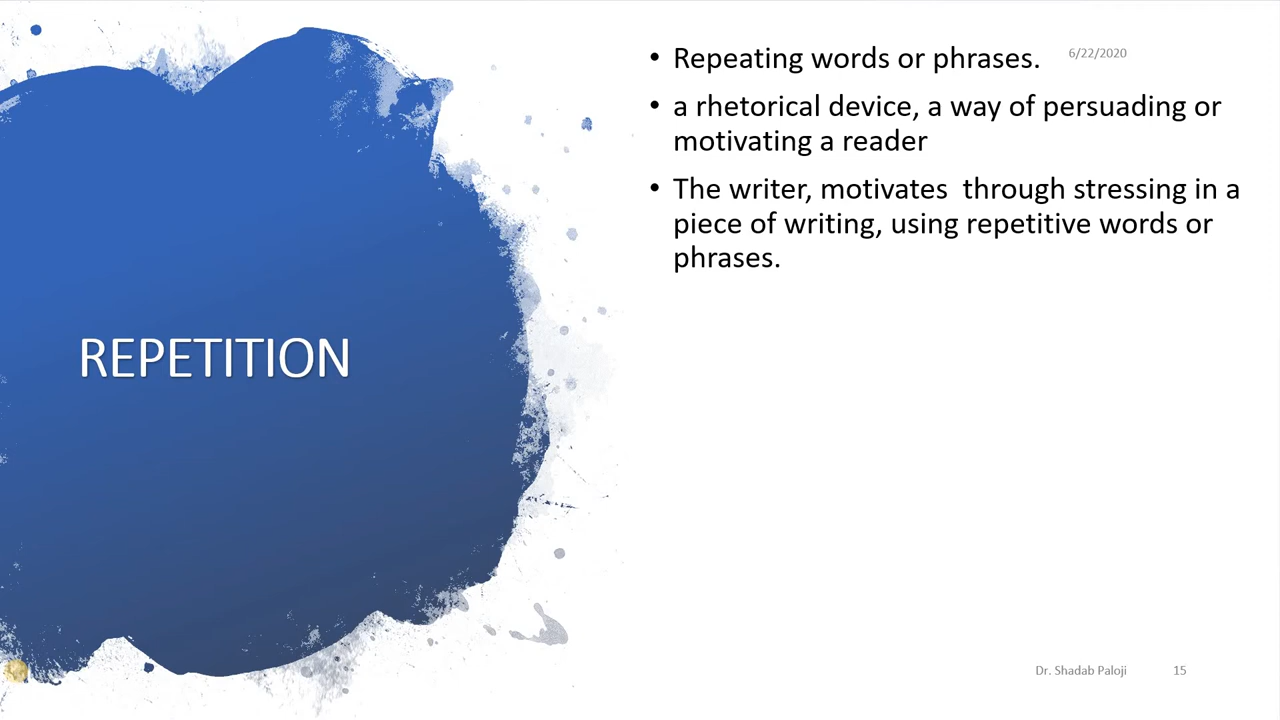 REPETITION
• Repeating words or phrases.
6/22/2020
• a rhetorical device, a way of persuading or
motivating a reader
• The writer, motivates  through stressing in a
piece of writing, using repetitive words or
phrases.
Dr. Shadab Paloji
15